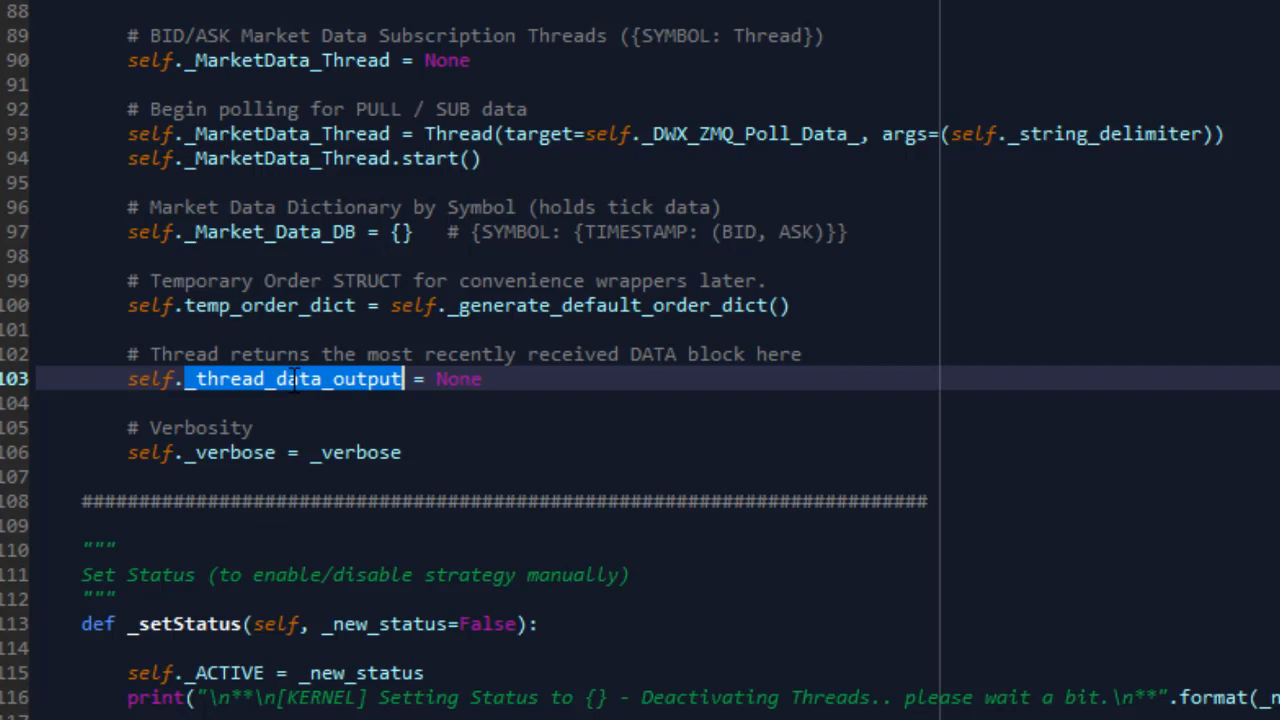 88
89 # BID/ASK Market Data Subscription Threads ({SYMBOL: Thread})
90 self._MarketData_Thread = None
91
92 # Begin polling for PULL / SUB data
93 self._MarketData_Thread = Thread(target=self._DWX_ZMQ_Poll_Data_, args=(self._string_delimiter))
94 self._MarketData_Thread.start()
95
96 # Market Data Dictionary by Symbol (holds tick data)
97 self._Market_Data_DB = {}   # {SYMBOL: {TIMESTAMP: (BID, ASK)}}
98
99 # Temporary Order STRUCT for convenience wrappers later.
100 self.temp_order_dict = self._generate_default_order_dict()
101
102 # Thread returns the most recently received DATA block here
103 self._thread_data_output = None
104
105 # Verbosity
106 self._verbose = _verbose
107
108 ##########################################################################
109
110 """
111 Set Status (to enable/disable strategy manually)
112 """
113 def _setStatus(self, _new_status=False):
114
115 self._ACTIVE = _new_status
116 print("\n**\n[KERNEL] Setting Status to {} - Deactivating Threads.. please wait a bit.\n**".format(_n